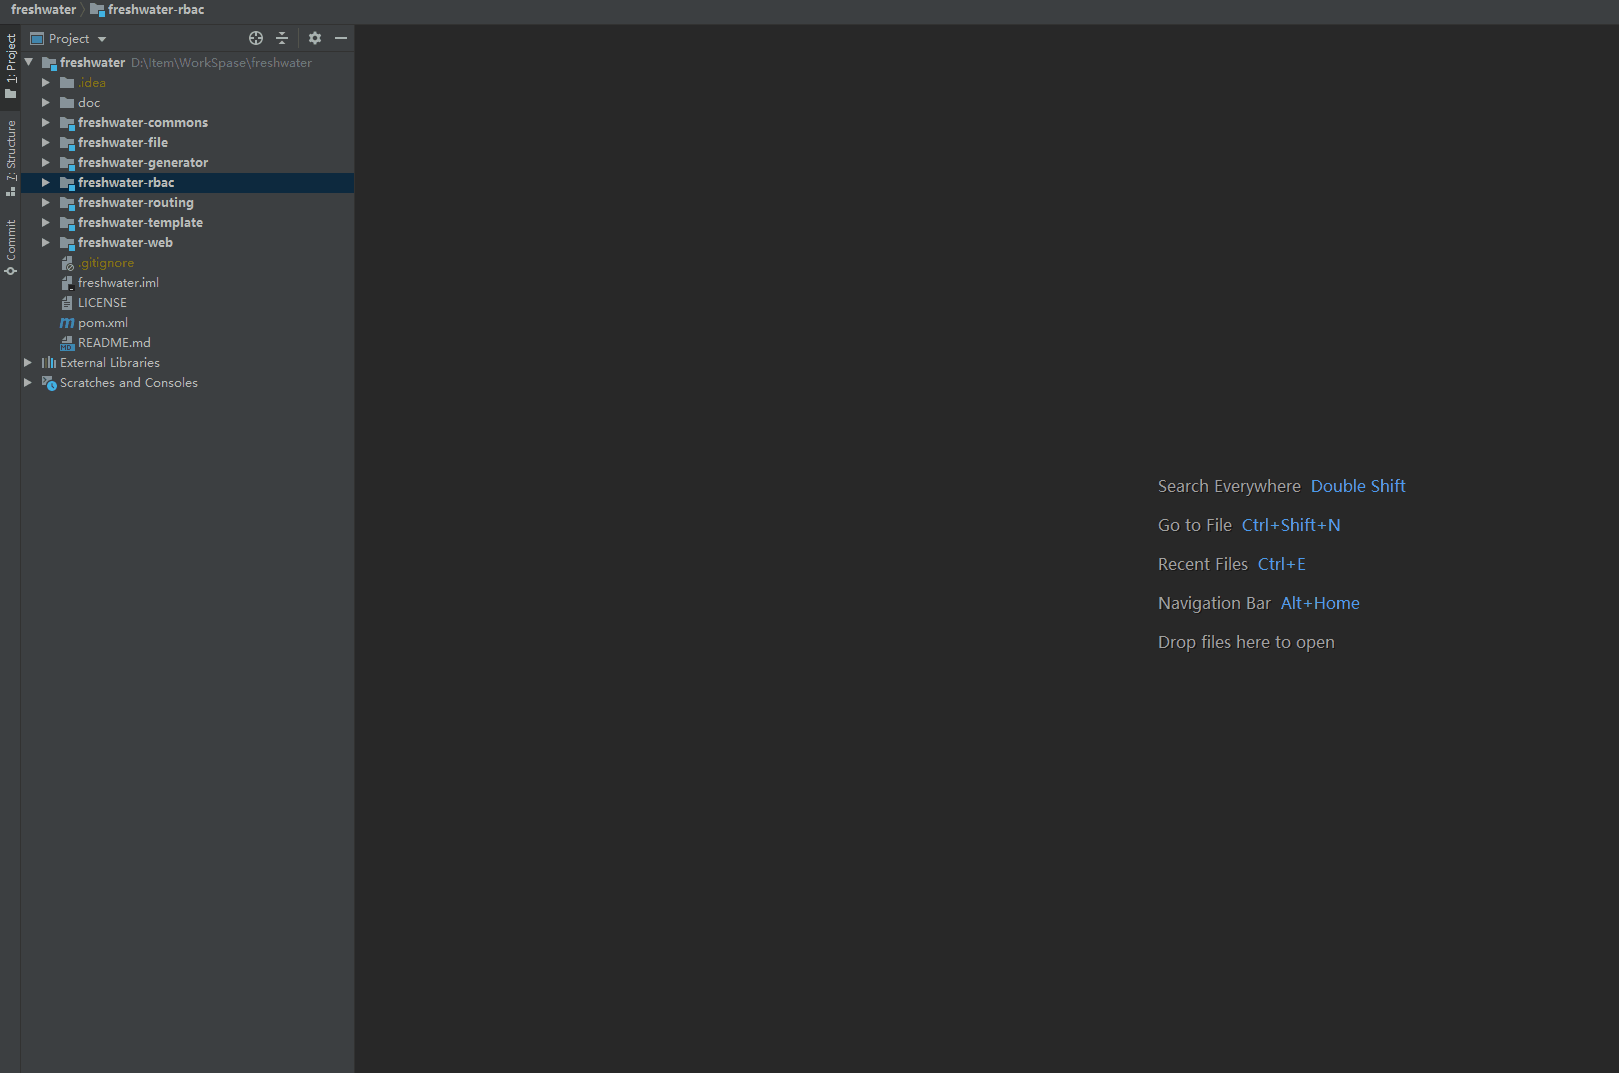 freshwater freshwater-rbac
1: Project
7: Structure
Commit
Project
freshwater D:\Item\WorkSpase\freshwater
.idea
doc
freshwater-commons
freshwater-file
freshwater-generator
freshwater-rbac
freshwater-routing
freshwater-template
freshwater-web
.gitignore
freshwater.iml
LICENSE
pom.xml
README.md
External Libraries
Scratches and Consoles
Search Everywhere Double Shift
Go to File Ctrl+Shift+N
Recent Files Ctrl+E
Navigation Bar Alt+Home
Drop files here to open